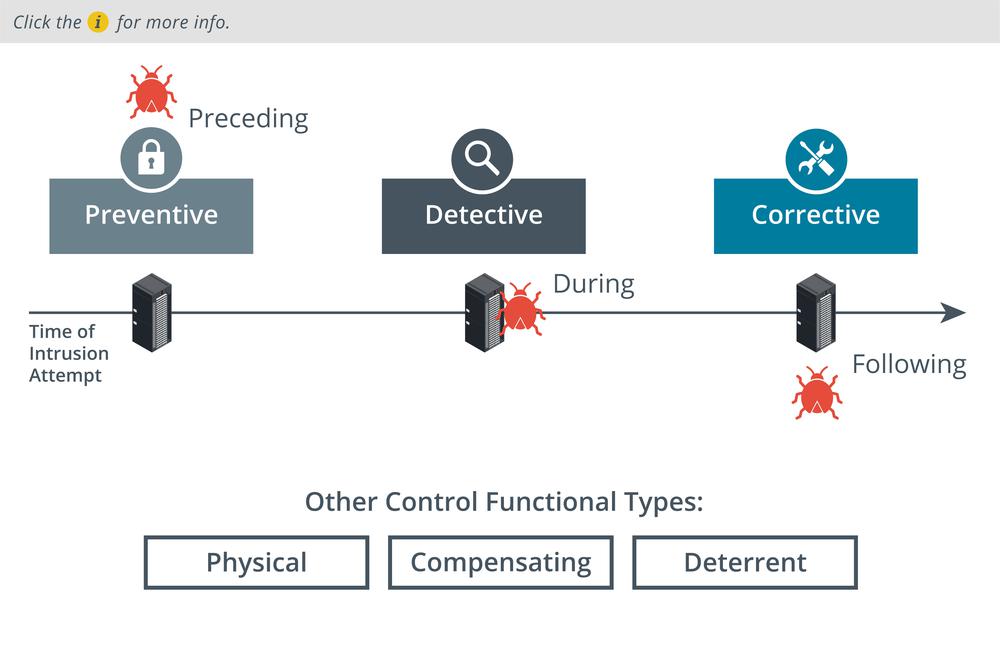 Click the i for more info.
Preceding
Preventive
Detective
Corrective
During
Time of
Intrusion
Attempt
Following
Other Control Functional Types:
Physical
Compensating
Deterrent